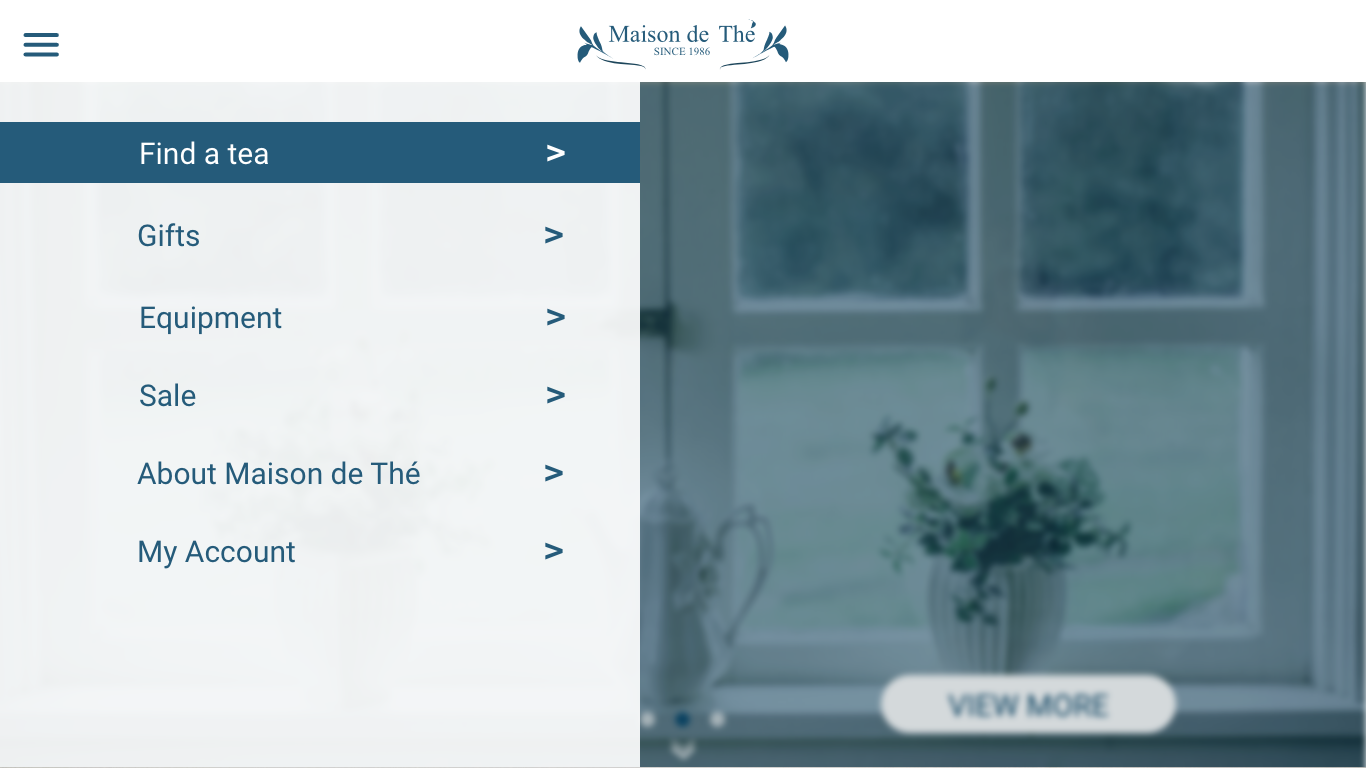 Maison de Thé
SINCE 1986
Find a tea >
Gifts >
Equipment >
Sale >
About Maison de Thé >
My Account >
VIEW MORE